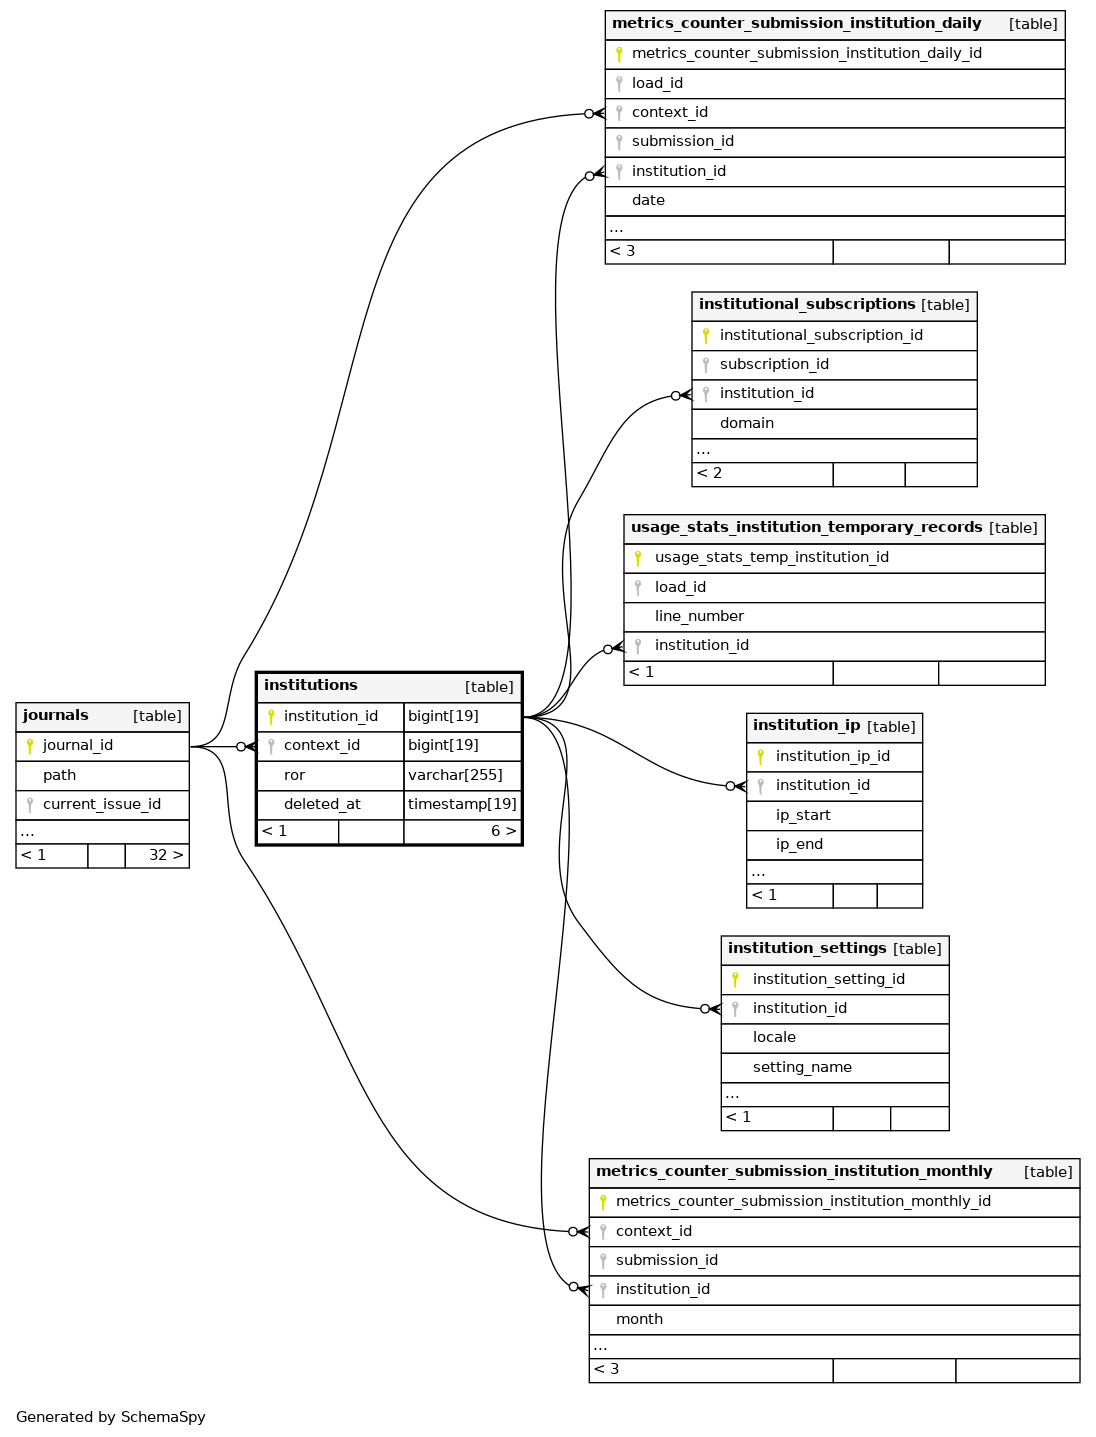 metrics_counter_submission_institution_daily [table]
metrics_counter_submission_institution_daily_id
load_id
context_id
submission_id
institution_id
date
...
< 3
institutional_subscriptions [table]
institutional_subscription_id
subscription_id
institution_id
domain
...
< 2
usage_stats_institution_temporary_records [table]
usage_stats_temp_institution_id
load_id
line_number
institution_id
< 1
journals [table]
journal_id
path
current_issue_id
...
< 1 32 >
institutions [table]
institution_id bigint[19]
context_id bigint[19]
ror varchar[255]
deleted_at timestamp[19]
< 1 6 >
institution_ip [table]
institution_ip_id
institution_id
ip_start
ip_end
...
< 1
institution_settings [table]
institution_setting_id
institution_id
locale
setting_name
...
< 1
metrics_counter_submission_institution_monthly [table]
metrics_counter_submission_institution_monthly_id
context_id
submission_id
institution_id
month
...
< 3
Generated by SchemaSpy